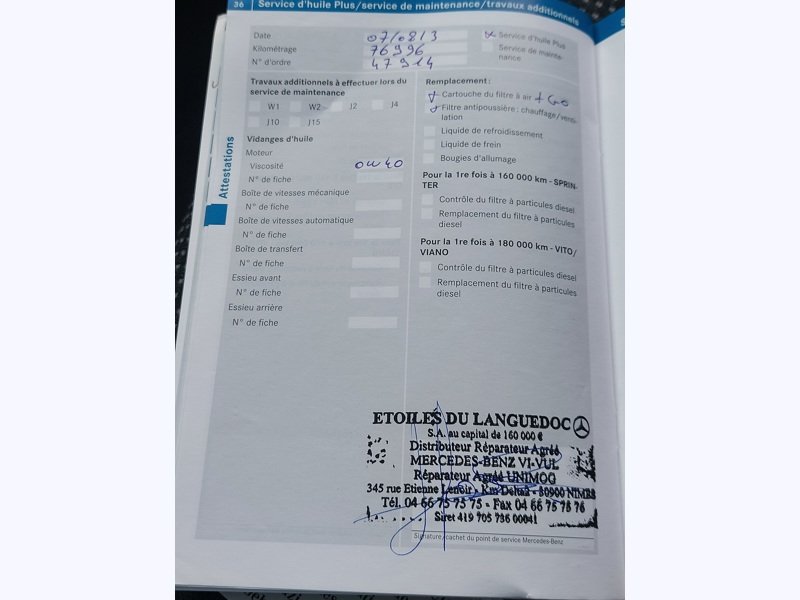 36 Service d'huile Plus/service de maintenance/travaux additionnels
Date 07/0813
Kilométrage 76996
N° d'ordre 47914
Service d'huile Plus
Service de mainte-
nance
Travaux additionnels à effectuer lors du
service de maintenance
W1 W2 J2 J4
J10 J15
Vidanges d'huile
Moteur
Viscosité 0W40
N° de fiche
Boîte de vitesses mécanique
N° de fiche
Boîte de vitesses automatique
N° de fiche
Boîte de transfert
N° de fiche
Essieu avant
N° de fiche
Essieu arrière
N° de fiche
Remplacement:
Cartouche du filtre à air + GO
Filtre antipoussière: chauffage/venti-
lation
Liquide de refroidissement
Liquide de frein
Bougies d'allumage
Pour la 1re fois à 160 000 km - SPRIN-
TER
Contrôle du filtre à particules diesel
Remplacement du filtre à particules
diesel
Pour la 1re fois à 180 000 km - VITO/
VIANO
Contrôle du filtre à particules diesel
Remplacement du filtre à particules
diesel
Attestations
ETOILES DU LANGUEDOC
S.A. au capital de 160 000 €
Distributeur Réparateur Agréé
MERCEDES-BENZ VI-VUL
Réparateur Agréé UNIMOG
345 rue Etienne Lenoir - Km Delta - 30900 NIMES
Tél. 04 66 75 75 75 - Fax 04 66 75 76 76
Siret 419 705 736 00041
Signature/cachet du point de service Mercedes-Benz